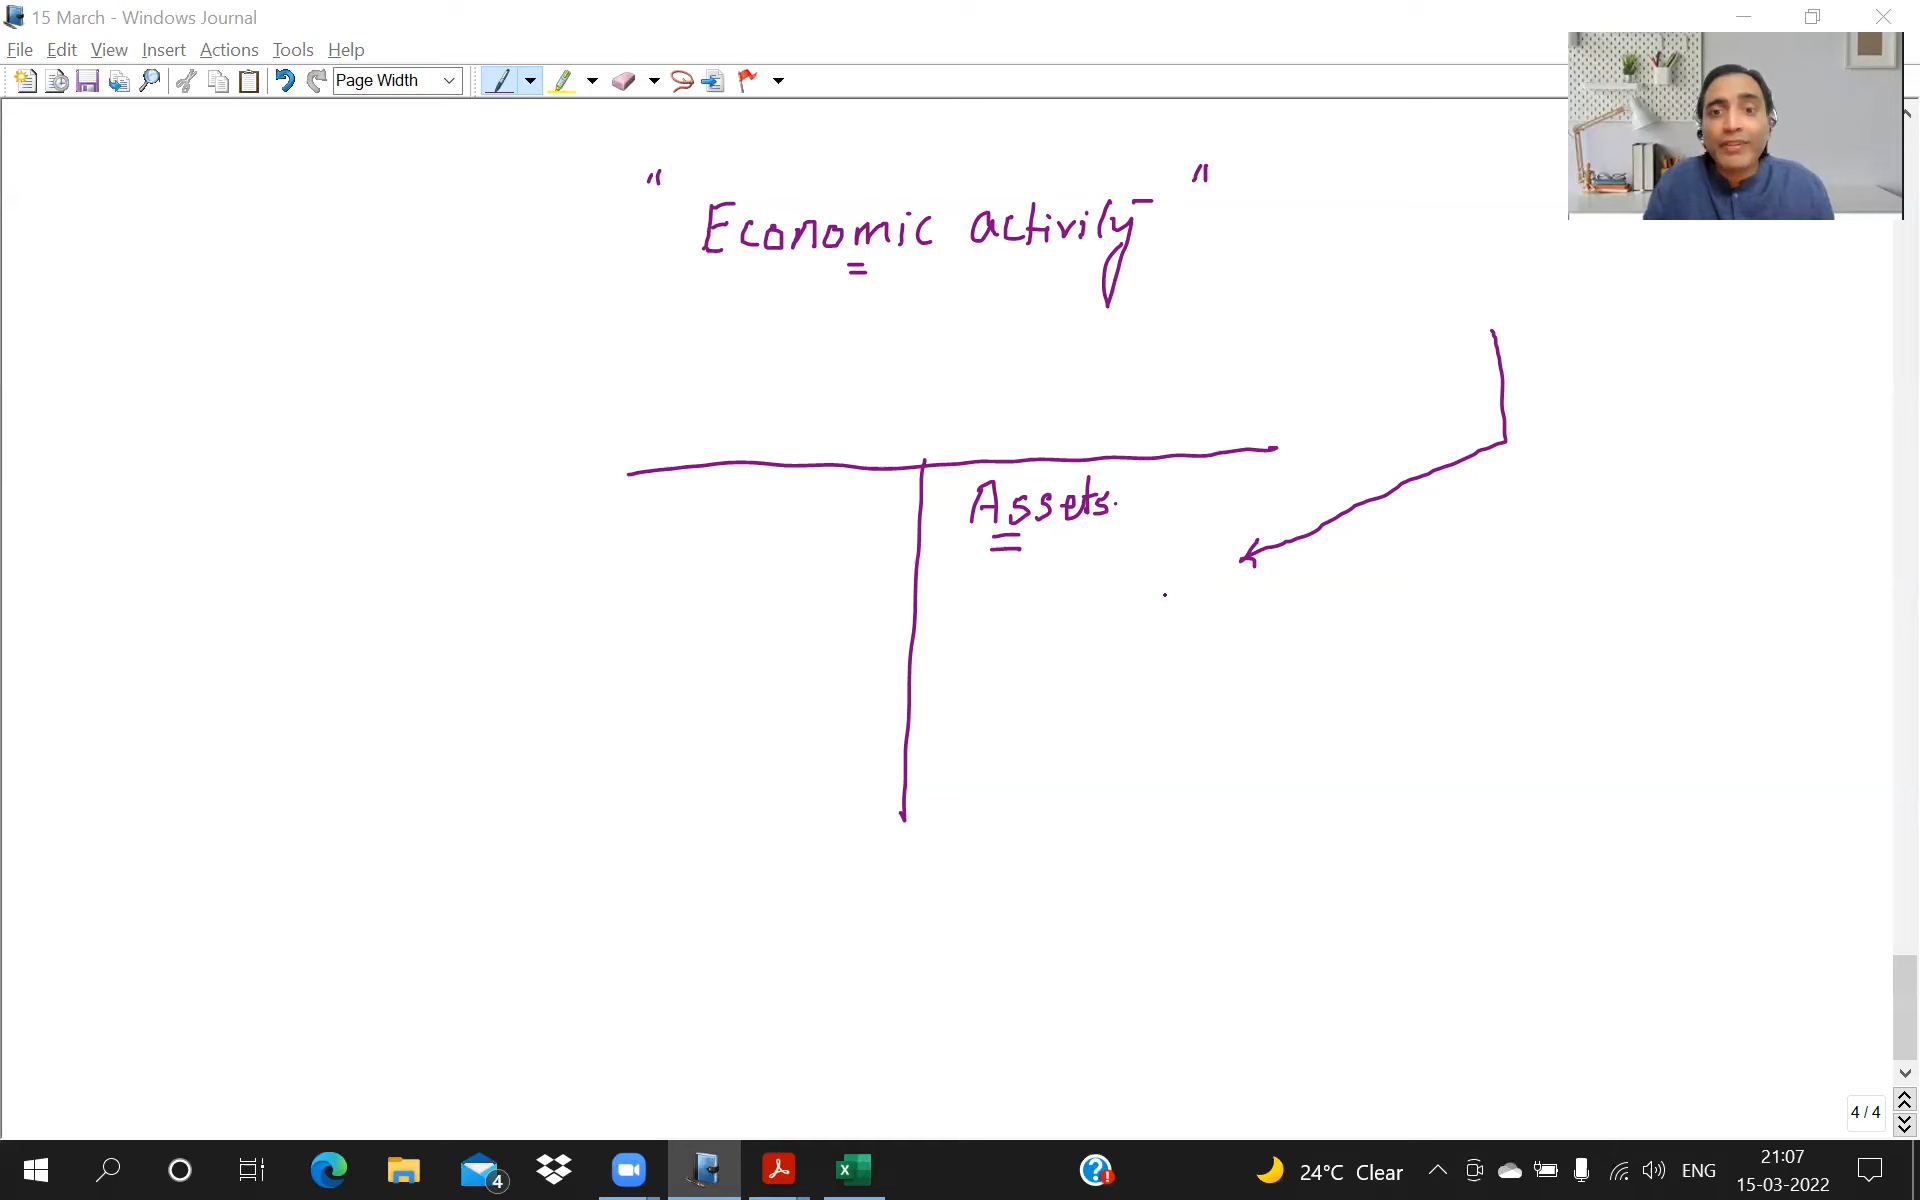 15 March - Windows Journal
File Edit View Insert Actions Tools Help
Page Width
" Economic activity "
Assets.
4 / 4
4
24°C Clear
ENG
21:07
15-03-2022